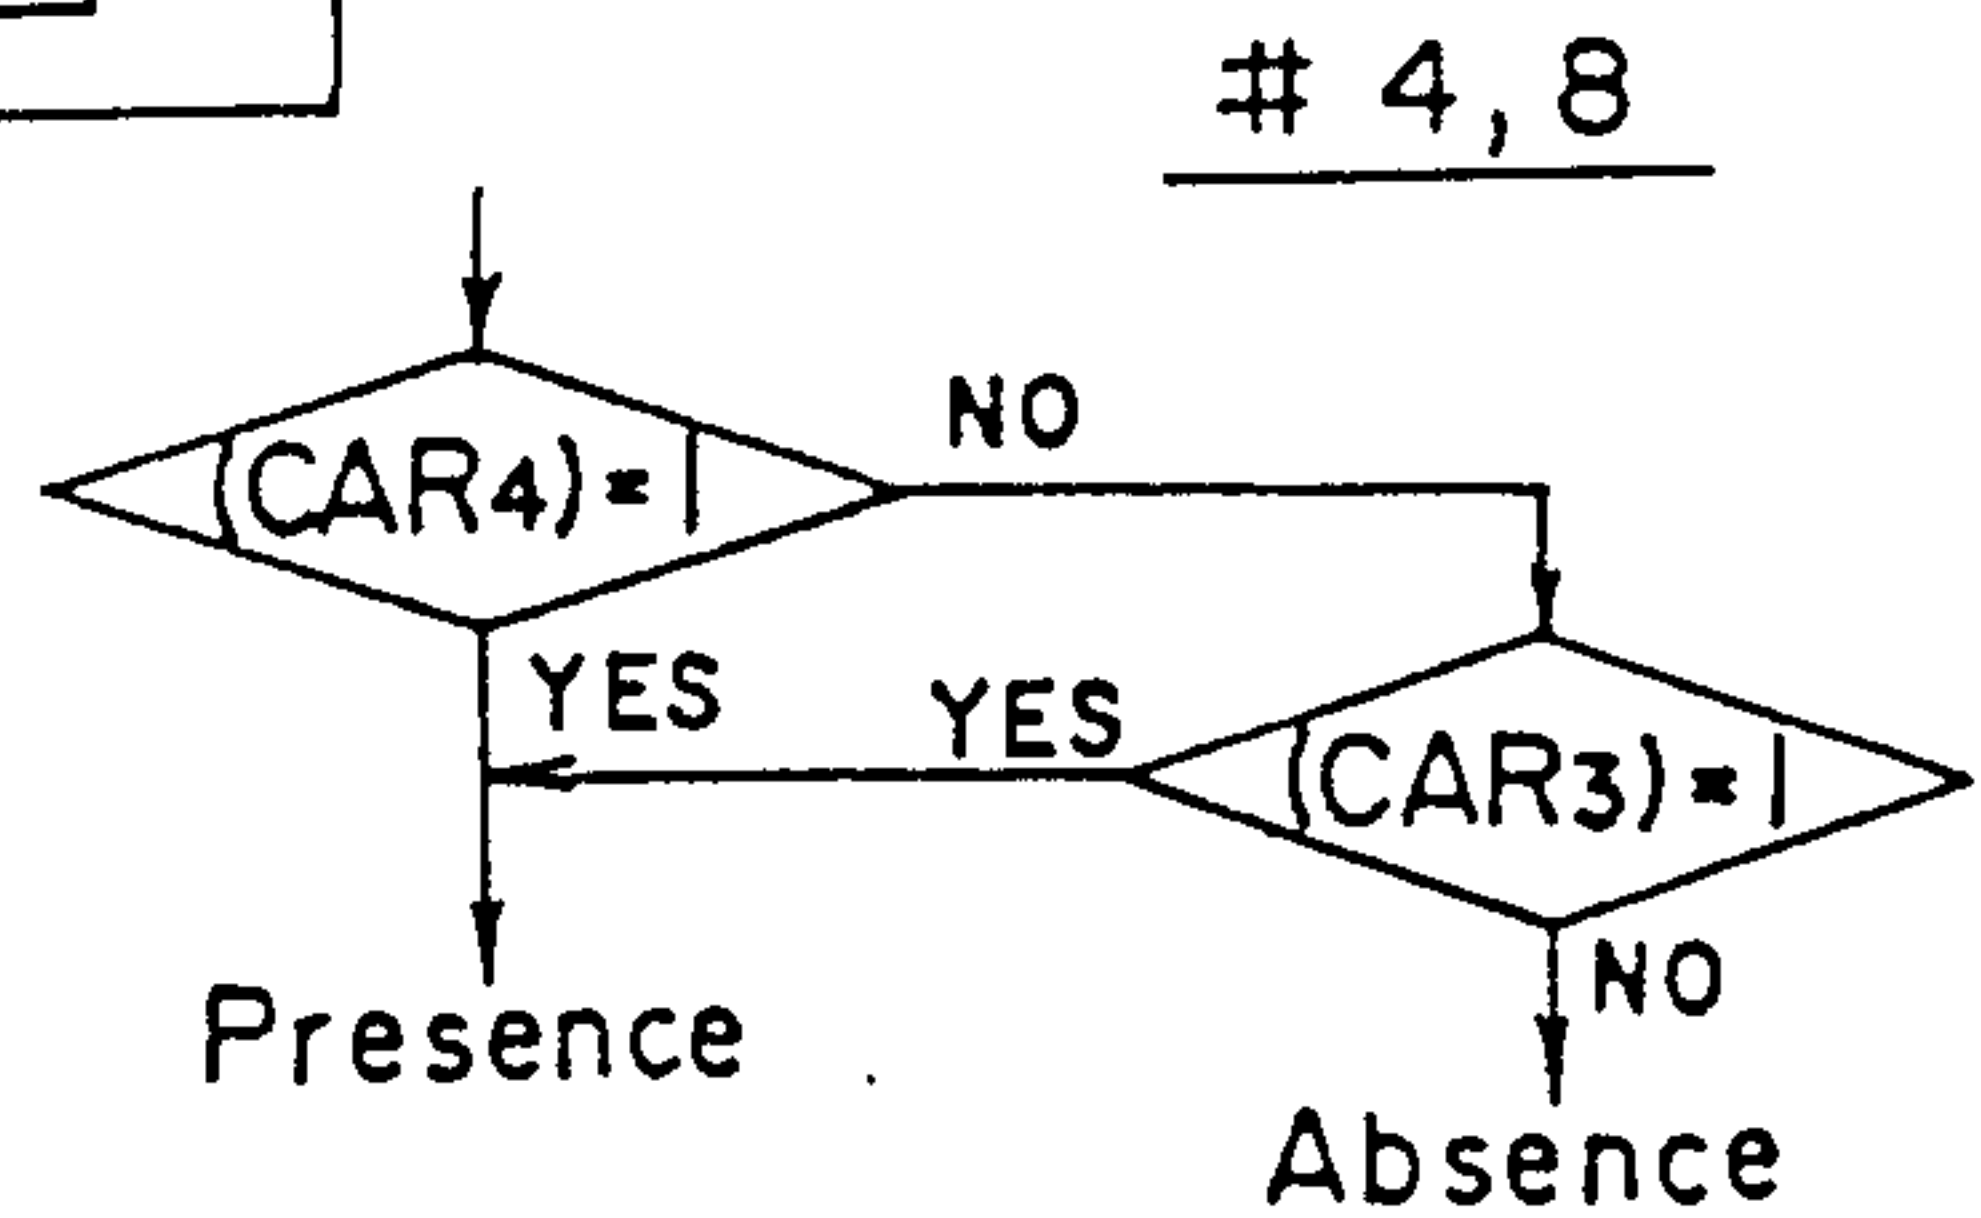 # 4,8
(CAR4)=1
NO
YES
YES
(CAR3)=1
NO
Presence
Absence